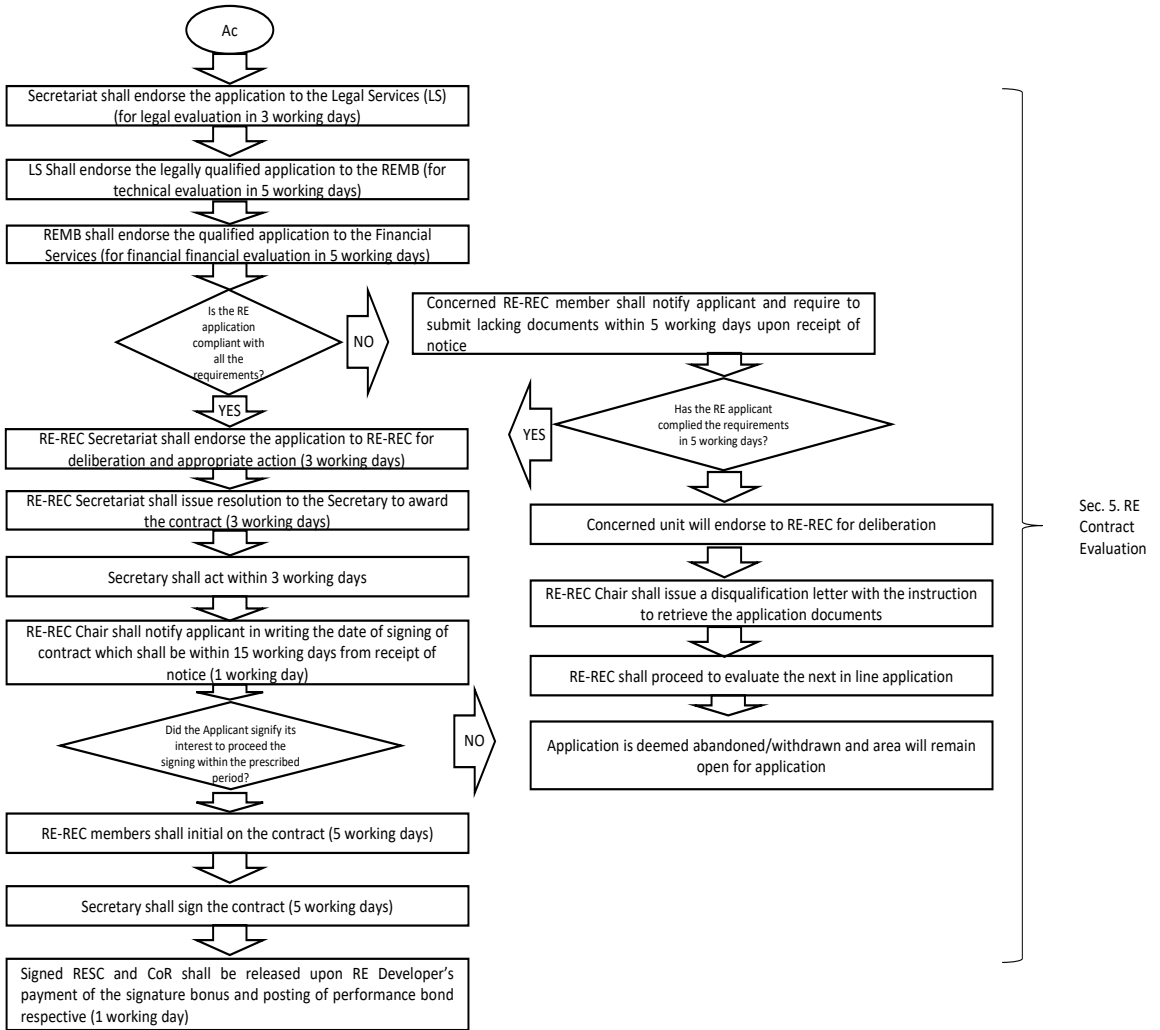 Ac
Secretariat shall endorse the application to the Legal Services (LS)
(for legal evaluation in 3 working days)
LS Shall endorse the legally qualified application to the REMB (for
technical evaluation in 5 working days)
REMB shall endorse the qualified application to the Financial
Services (for financial financial evaluation in 5 working days)
Is the RE
application
compliant with
all the
requirements?
NO
Concerned RE-REC member shall notify applicant and require to
submit lacking documents within 5 working days upon receipt of
notice
YES
Has the RE applicant
complied the requirements
in 5 working days?
YES
RE-REC Secretariat shall endorse the application to RE-REC for
deliberation and appropriate action (3 working days)
RE-REC Secretariat shall issue resolution to the Secretary to award
the contract (3 working days)
Concerned unit will endorse to RE-REC for deliberation
Sec. 5. RE
Contract
Evaluation
Secretary shall act within 3 working days
RE-REC Chair shall issue a disqualification letter with the instruction
to retrieve the application documents
RE-REC Chair shall notify applicant in writing the date of signing of
contract which shall be within 15 working days from receipt of
notice (1 working day)
RE-REC shall proceed to evaluate the next in line application
Did the Applicant signify its
interest to proceed the
signing within the prescribed
period?
NO
Application is deemed abandoned/withdrawn and area will remain
open for application
RE-REC members shall initial on the contract (5 working days)
Secretary shall sign the contract (5 working days)
Signed RESC and CoR shall be released upon RE Developer's
payment of the signature bonus and posting of performance bond
respective (1 working day)